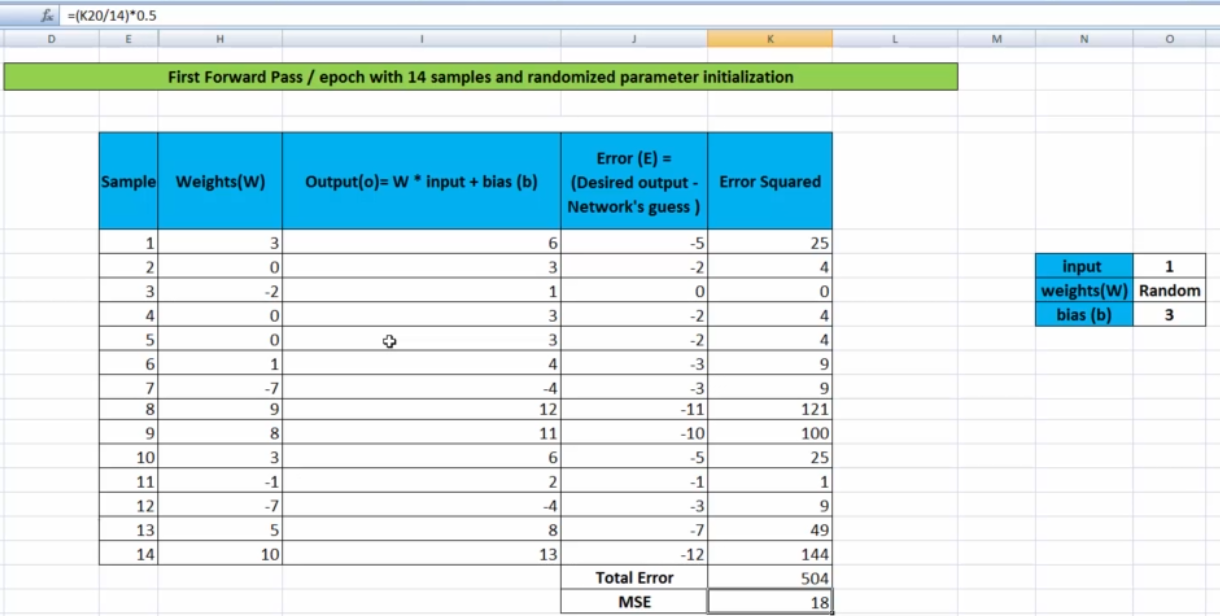 fx =(K20/14)*0.5
D E H I J K L M N O
First Forward Pass / epoch with 14 samples and randomized parameter initialization
Sample Weights(W) Output(o)= W * input + bias (b) Error (E) = (Desired output - Network's guess ) Error Squared
1 3 6 -5 25
2 0 3 -2 4
input 1
3 -2 1 0 0
weights(W) Random
4 0 3 -2 4
bias (b) 3
5 0 3 -2 4
6 1 4 -3 9
7 -7 -4 -3 9
8 9 12 -11 121
9 8 11 -10 100
10 3 6 -5 25
11 -1 2 -1 1
12 -7 -4 -3 9
13 5 8 -7 49
14 10 13 -12 144
Total Error 504
MSE 18